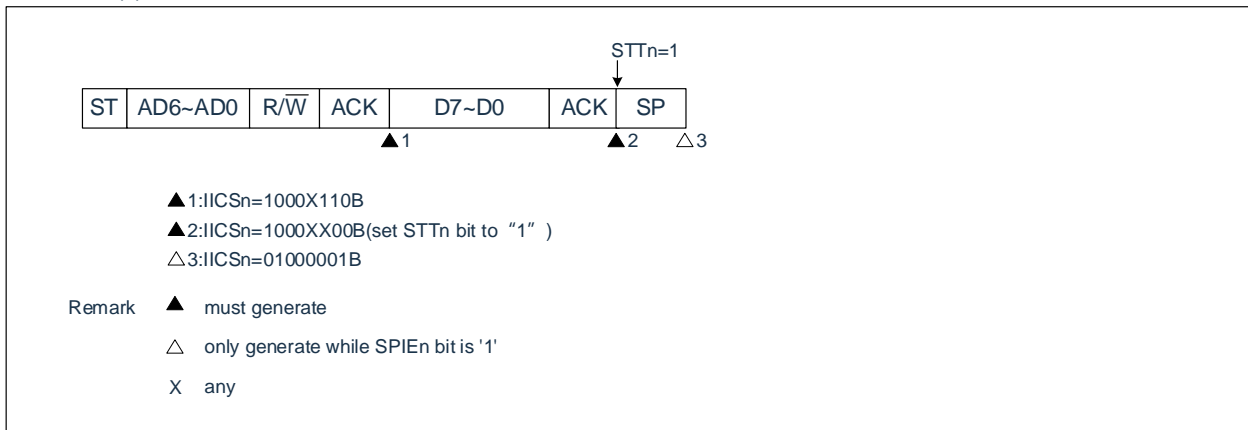 STTn=1
ST AD6~AD0 R/W ACK D7~D0 ACK SP
▲1 ▲2 △3
▲1:IICSn=1000X110B
▲2:IICSn=1000XX00B(set STTn bit to “1” )
△3:IICSn=01000001B
Remark ▲ must generate
△ only generate while SPIEn bit is '1'
X any